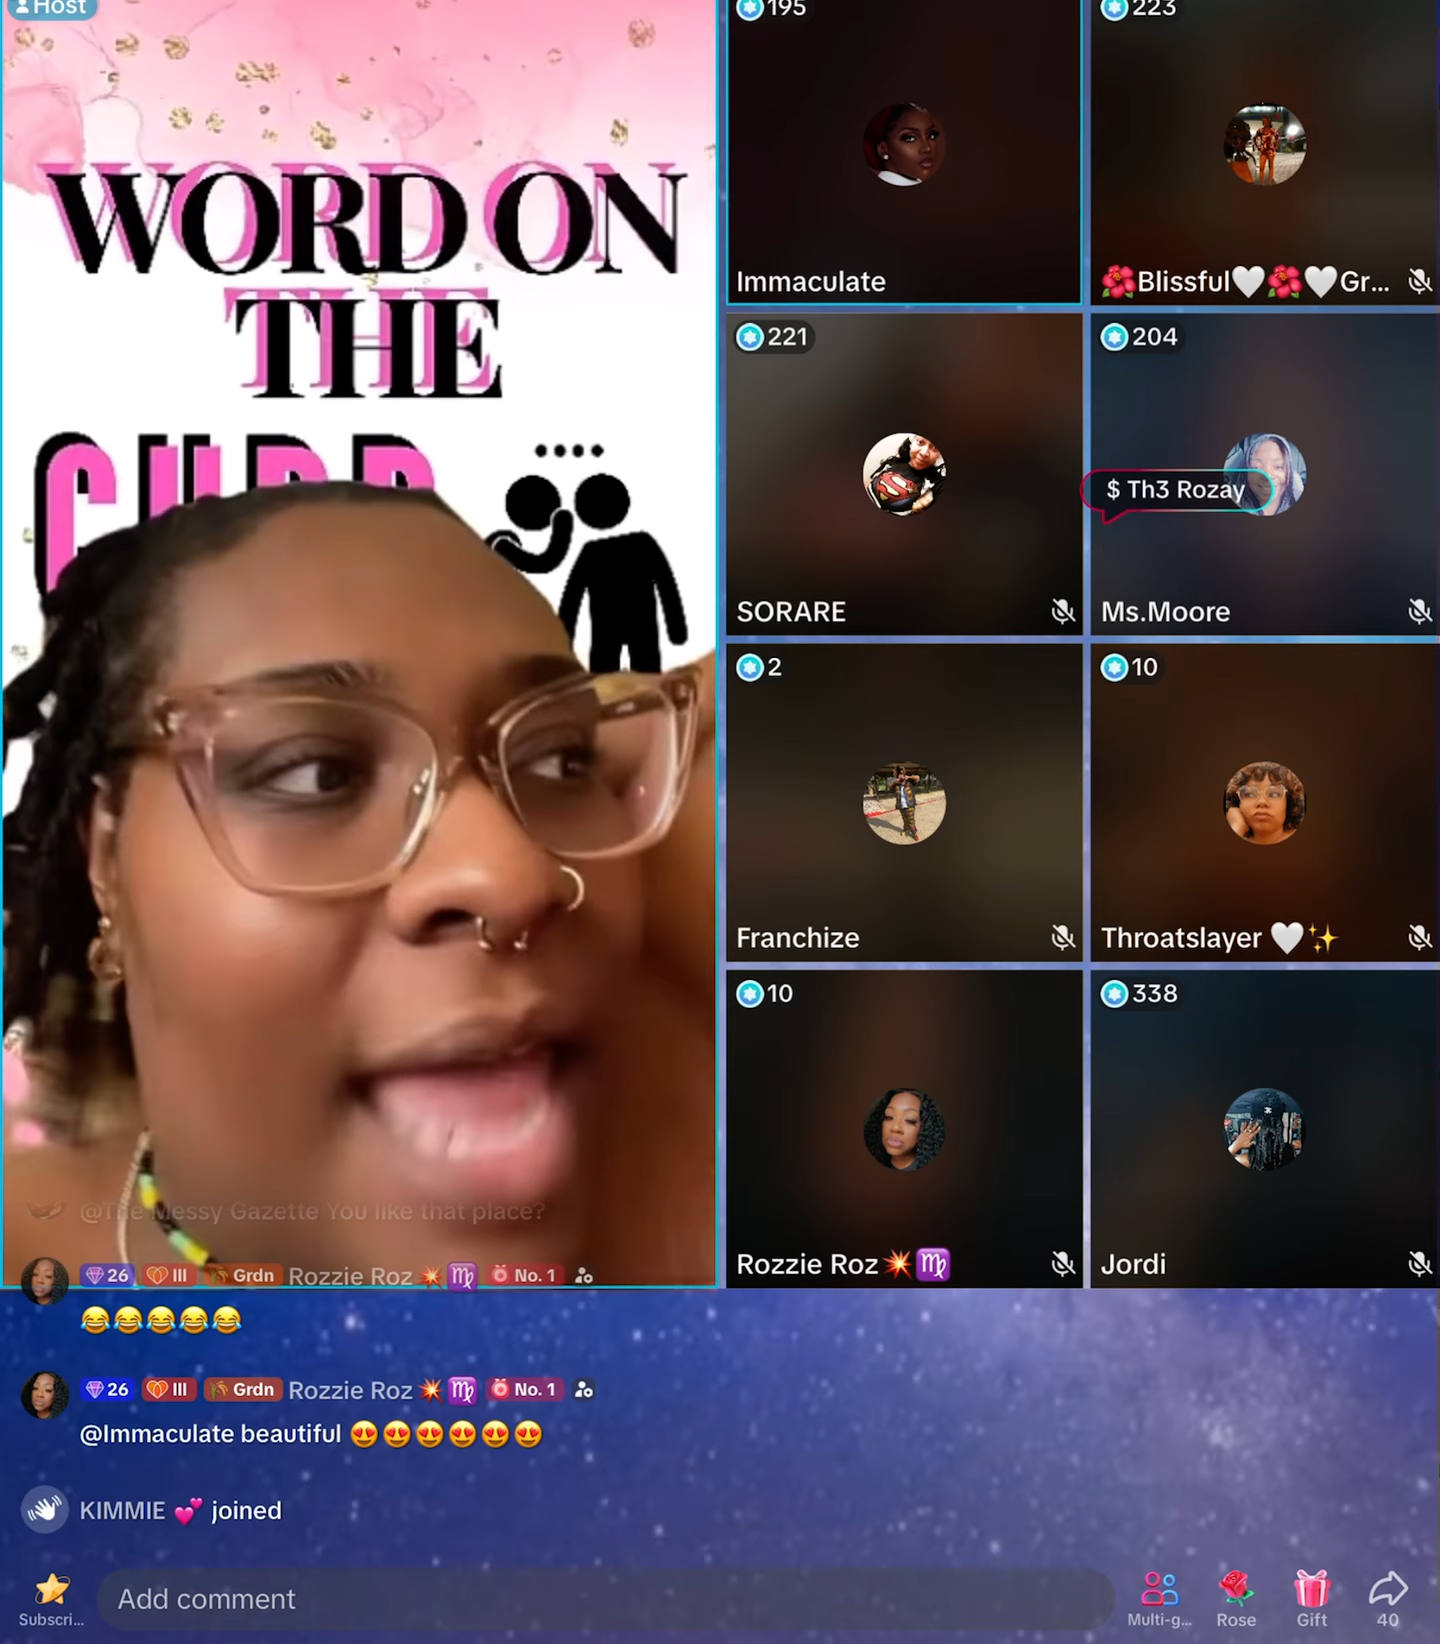 Host
WORD ON
THE
195
Immaculate
223
Blissful🤍🌺🤍Gr...
221
SORARE
204
$ Th3 Rozay
Ms.Moore
2
Franchize
10
Throatslayer 🤍✨
10
Rozzie Roz 💥♍
338
Jordi
@The Messy Gazette You like that place?
26 III Grdn Rozzie Roz 💥♍ No. 1
😂😂😂😂😂
26 III Grdn Rozzie Roz 💥♍ No. 1
@Immaculate beautiful 😍😍😍😍😍😍
KIMMIE 💕 joined
Subscri...
Add comment
Multi-g...
Rose
Gift
40